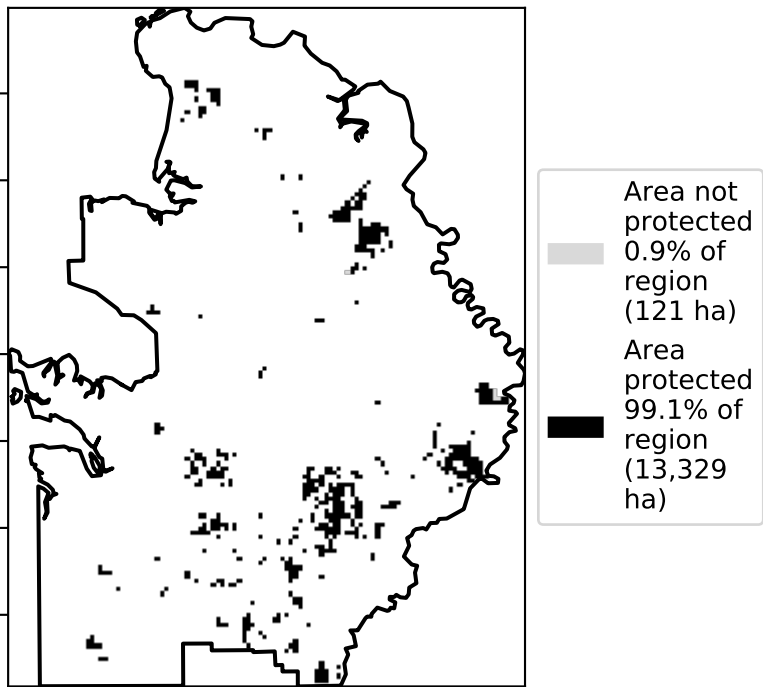 Area not
protected
0.9% of
region
(121 ha)
Area
protected
99.1% of
region
(13,329
ha)